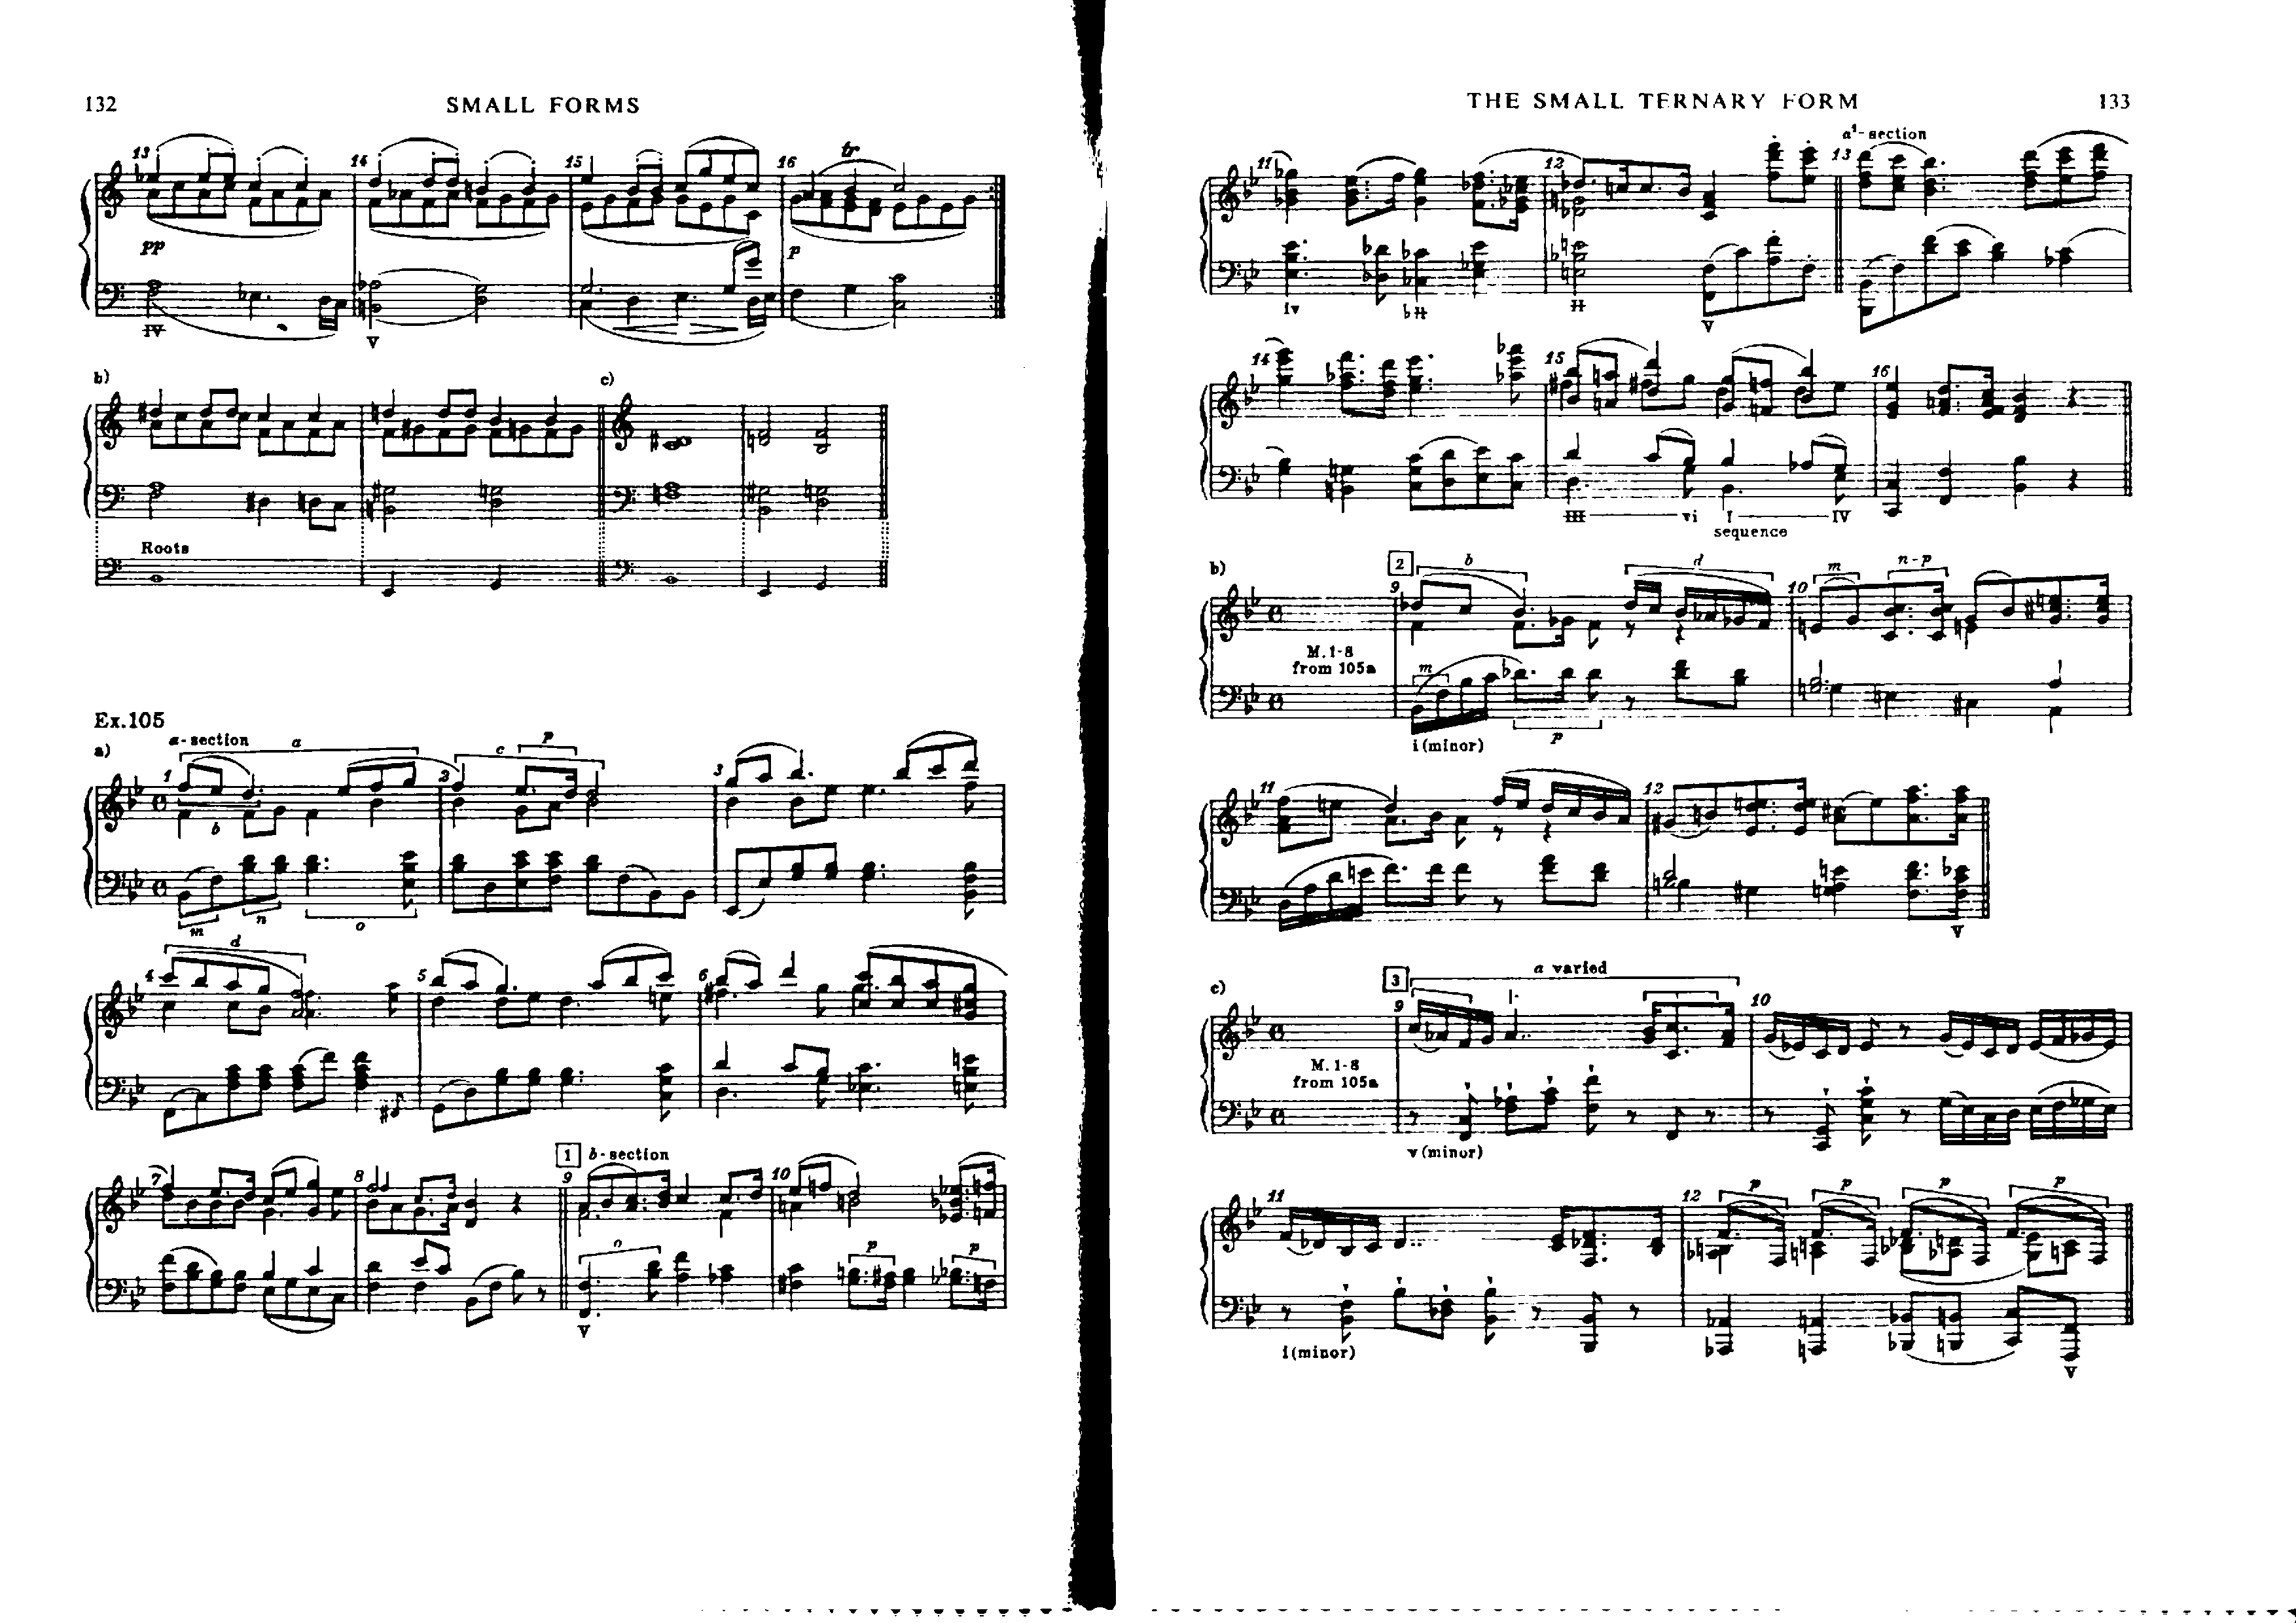 132
SMALL FORMS
13 14 15 16
tr
pp
p
IV V
b) c)
Roots
Ex.105
a)
a-section a c p
1 2 3
b
m n o
d
4 5 6
1 b-section
7 8 9 10
n p p
V
THE SMALL TERNARY FORM
133
a¹-section
11 12 13
iv ♭II II V
14 15 16
III vi I IV
sequence
b)
2 b d m n-p
9 10
M.1-8
from 105a
m
i (minor) p
11 12
V
c)
3 a varied
9 10
M.1-8
from 105a
v (minor)
11 12
p p p p
i (minor)
V